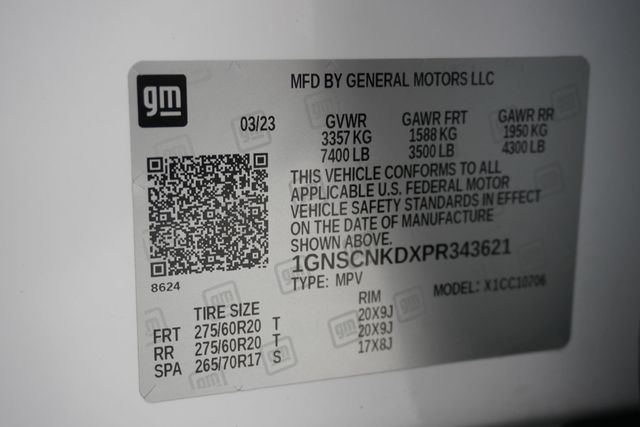 gm
MFD BY GENERAL MOTORS LLC
03/23 GVWR GAWR FRT GAWR RR
3357 KG 1588 KG 1950 KG
7400 LB 3500 LB 4300 LB
THIS VEHICLE CONFORMS TO ALL
APPLICABLE U.S. FEDERAL MOTOR
VEHICLE SAFETY STANDARDS IN EFFECT
ON THE DATE OF MANUFACTURE
SHOWN ABOVE.
1GNSCNKDXPR343621
8624
TYPE: MPV MODEL: X1CC10706
TIRE SIZE RIM
FRT 275/60R20 T 20X9J
RR 275/60R20 T 20X9J
SPA 265/70R17 S 17X8J